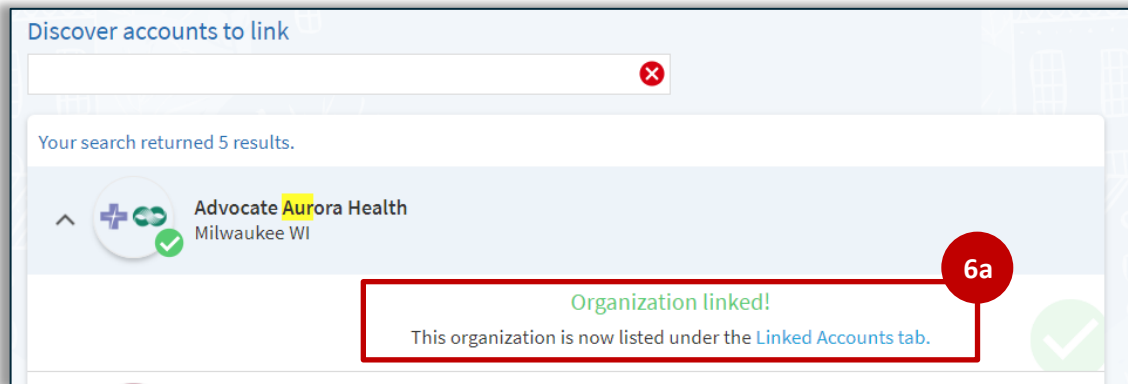 Discover accounts to link
Your search returned 5 results.
Advocate Aurora Health
Milwaukee WI
6a
Organization linked!
This organization is now listed under the Linked Accounts tab.